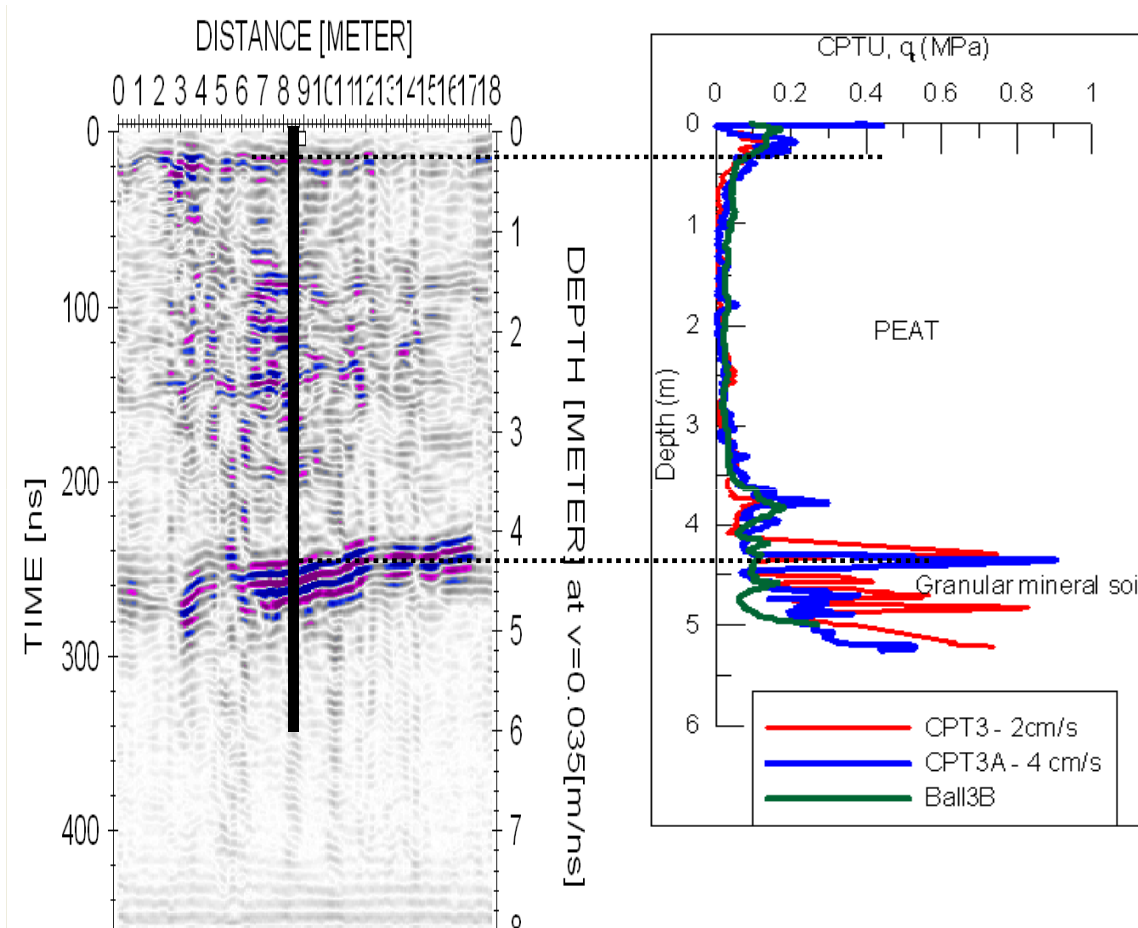 DISTANCE [METER]
0 1 2 3 4 5 6 7 8 9 10 11 12 13 14 15 16 17 18
0
100
200
300
400
TIME [ns]
0
1
2
3
4
5
6
7
8
DEPTH [METER] at v=0.035[m/ns]
CPTU, q (MPa)
0 0.2 0.4 0.6 0.8 1
0
1
2
3
4
5
6
Depth (m)
PEAT
Granular mineral soi
CPT3 - 2cm/s
CPT3A - 4 cm/s
Ball3B